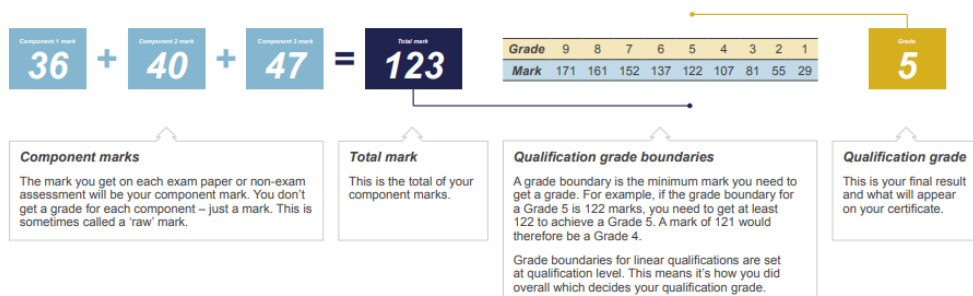 Component 1 mark
36
+
Component 2 mark
40
+
Component 3 mark
47
=
Total mark
123
Grade 9 8 7 6 5 4 3 2 1
Mark 171 161 152 137 122 107 81 55 29
Grade
5
Component marks
The mark you get on each exam paper or non-exam
assessment will be your component mark. You don’t
get a grade for each component – just a mark. This is
sometimes called a ‘raw’ mark.
Total mark
This is the total of your
component marks.
Qualification grade boundaries
A grade boundary is the minimum mark you need to
get a grade. For example, if the grade boundary for
a Grade 5 is 122 marks, you need to get at least
122 to achieve a Grade 5. A mark of 121 would
therefore be a Grade 4.
Grade boundaries for linear qualifications are set
at qualification level. This means it’s how you did
overall which decides your qualification grade.
Qualification grade
This is your final result
and what will appear
on your certificate.